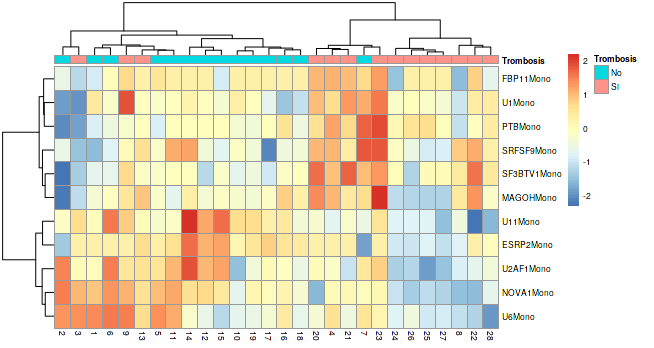 Trombosis
FBP11Mono
U1Mono
PTBMono
SRFSF9Mono
SF3BTV1Mono
MAGOHMono
U11Mono
ESRP2Mono
U2AF1Mono
NOVA1Mono
U6Mono
2 3 1 6 9 13 5 11 14 12 15 10 19 17 16 18 20 4 21 7 23 24 26 25 27 8 22 28
2
1
0
-1
-2
Trombosis
No
SI